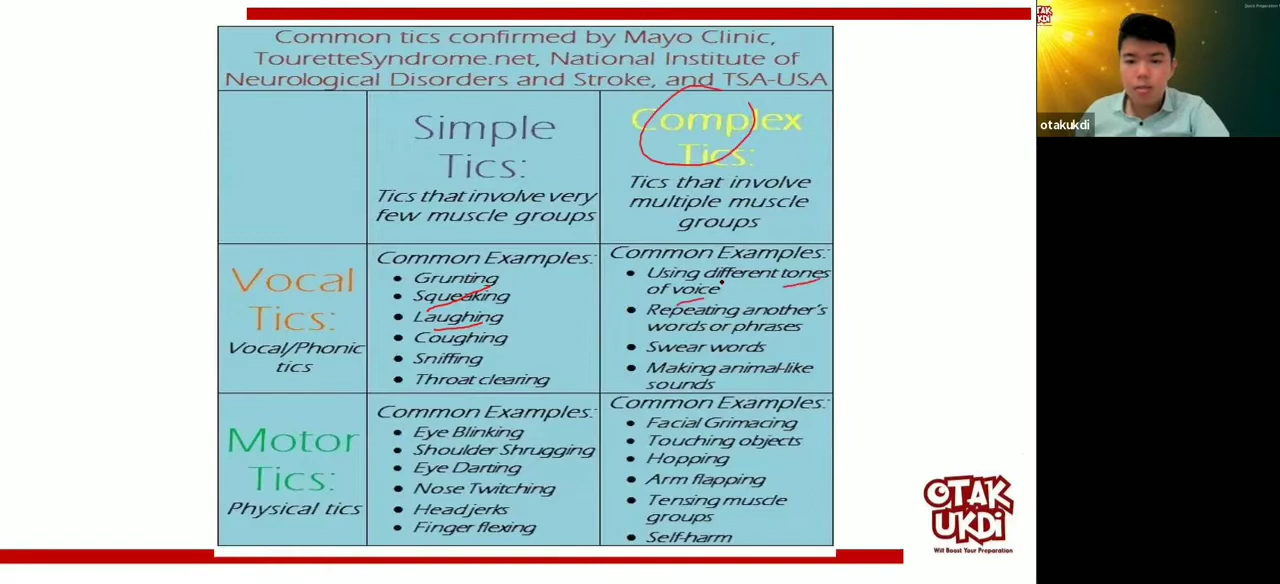 Common tics confirmed by Mayo Clinic,
TouretteSyndrome.net, National Institute of
Neurological Disorders and Stroke, and TSA-USA
Simple
Tics:
Tics that involve very
few muscle groups
Complex
Tics:
Tics that involve
multiple muscle
groups
Vocal
Tics:
Vocal/Phonic
tics
Common Examples:
• Grunting
• Squeaking
• Laughing
• Coughing
• Sniffing
• Throat clearing
Common Examples:
• Using different tones
of voice
• Repeating another's
words or phrases
• Swear words
• Making animal-like
sounds
Motor
Tics:
Physical tics
Common Examples:
• Eye Blinking
• Shoulder Shrugging
• Eye Darting
• Nose Twitching
• Head jerks
• Finger flexing
Common Examples:
• Facial Grimacing
• Touching objects
• Hopping
• Arm flapping
• Tensing muscle
groups
• Self-harm
OTAK
UKDI
Quick Preparation
otakukdi
OTAK
UKDi
Will Boost Your Preparation